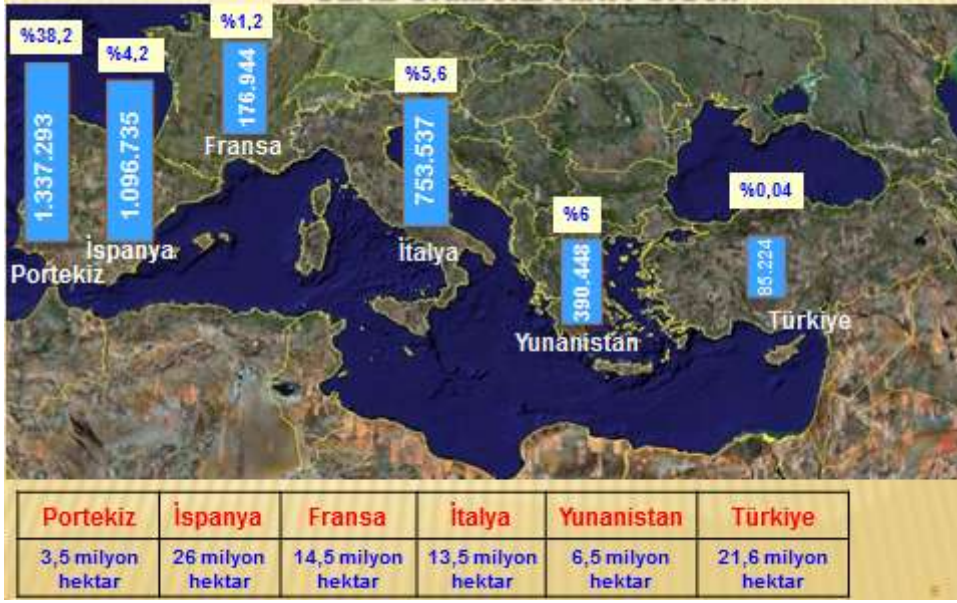 %38,2
%4,2
%1,2
%5,6
%6
%0,04
1.337.293
1.096.735
176.944
753.537
390.448
85.224
Portekiz
İspanya
Fransa
İtalya
Yunanistan
Türkiye
Portekiz İspanya Fransa İtalya Yunanistan Türkiye
3,5 milyon hektar
26 milyon hektar
14,5 milyon hektar
13,5 milyon hektar
6,5 milyon hektar
21,6 milyon hektar